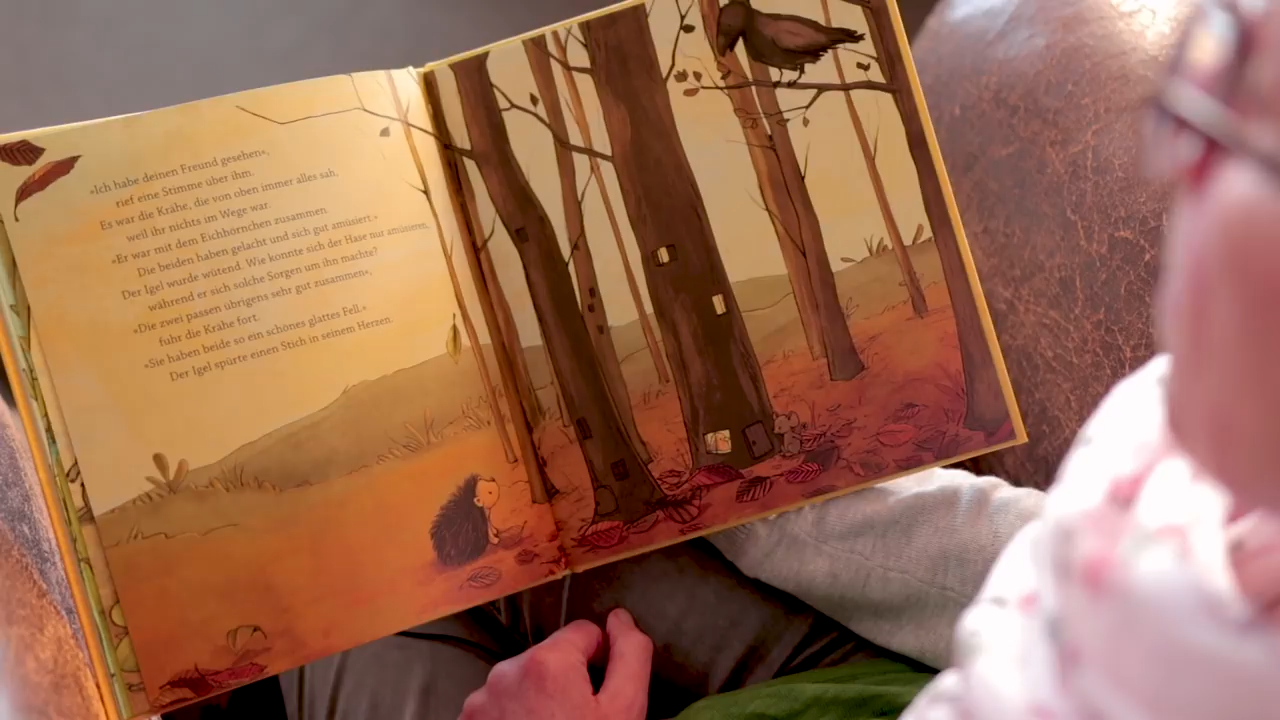 »Ich habe deinen Freund gesehen«,
rief eine Stimme über ihm.
Es war die Krähe, die von oben immer alles sah,
weil ihr nichts im Wege war.
»Er war mit dem Eichhörnchen zusammen.
Die beiden haben gelacht und sich gut amüsiert.«
Der Igel wurde wütend. Wie konnte sich der Hase nur amüsieren,
während er sich solche Sorgen um ihn machte?
»Die zwei passen übrigens sehr gut zusammen«,
fuhr die Krähe fort.
»Sie haben beide so ein schönes glattes Fell.«
Der Igel spürte einen Stich in seinem Herzen.